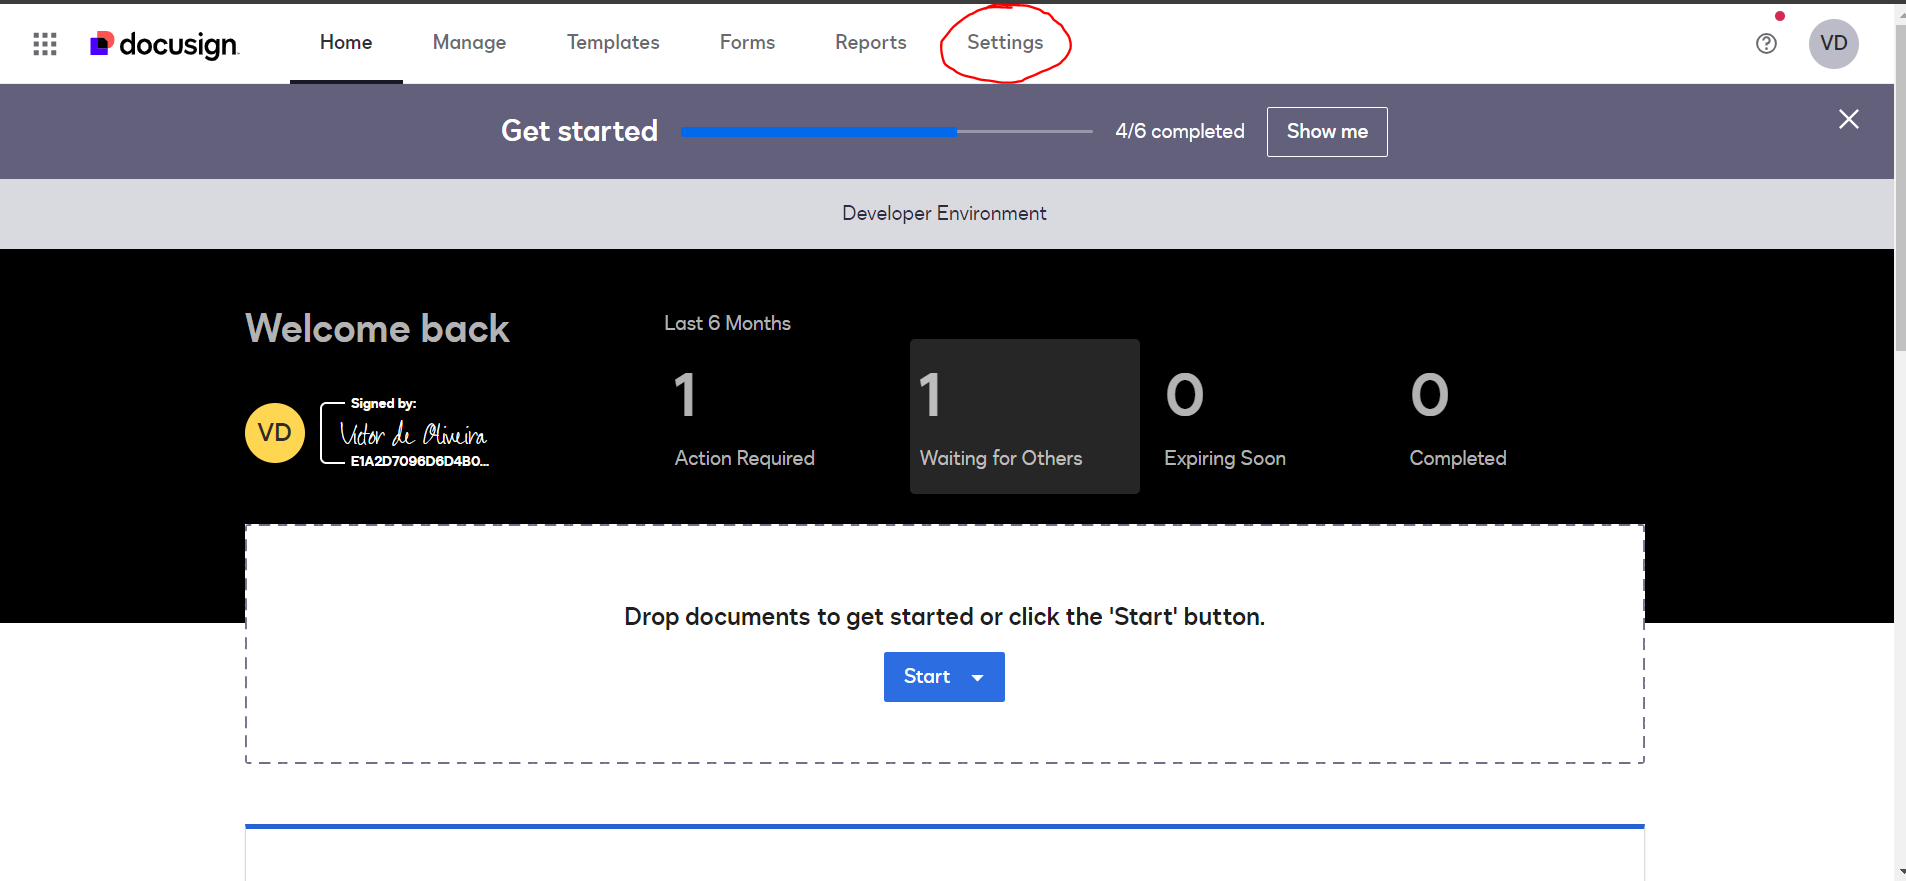 docusign
Home Manage Templates Forms Reports Settings
VD
Get started 4/6 completed Show me
Developer Environment
Welcome back
Last 6 Months
1 1 0 0
Action Required Waiting for Others Expiring Soon Completed
VD
Signed by:
Victor de Oliveira
E1A2D7096D6D4B0...
Drop documents to get started or click the 'Start' button.
Start